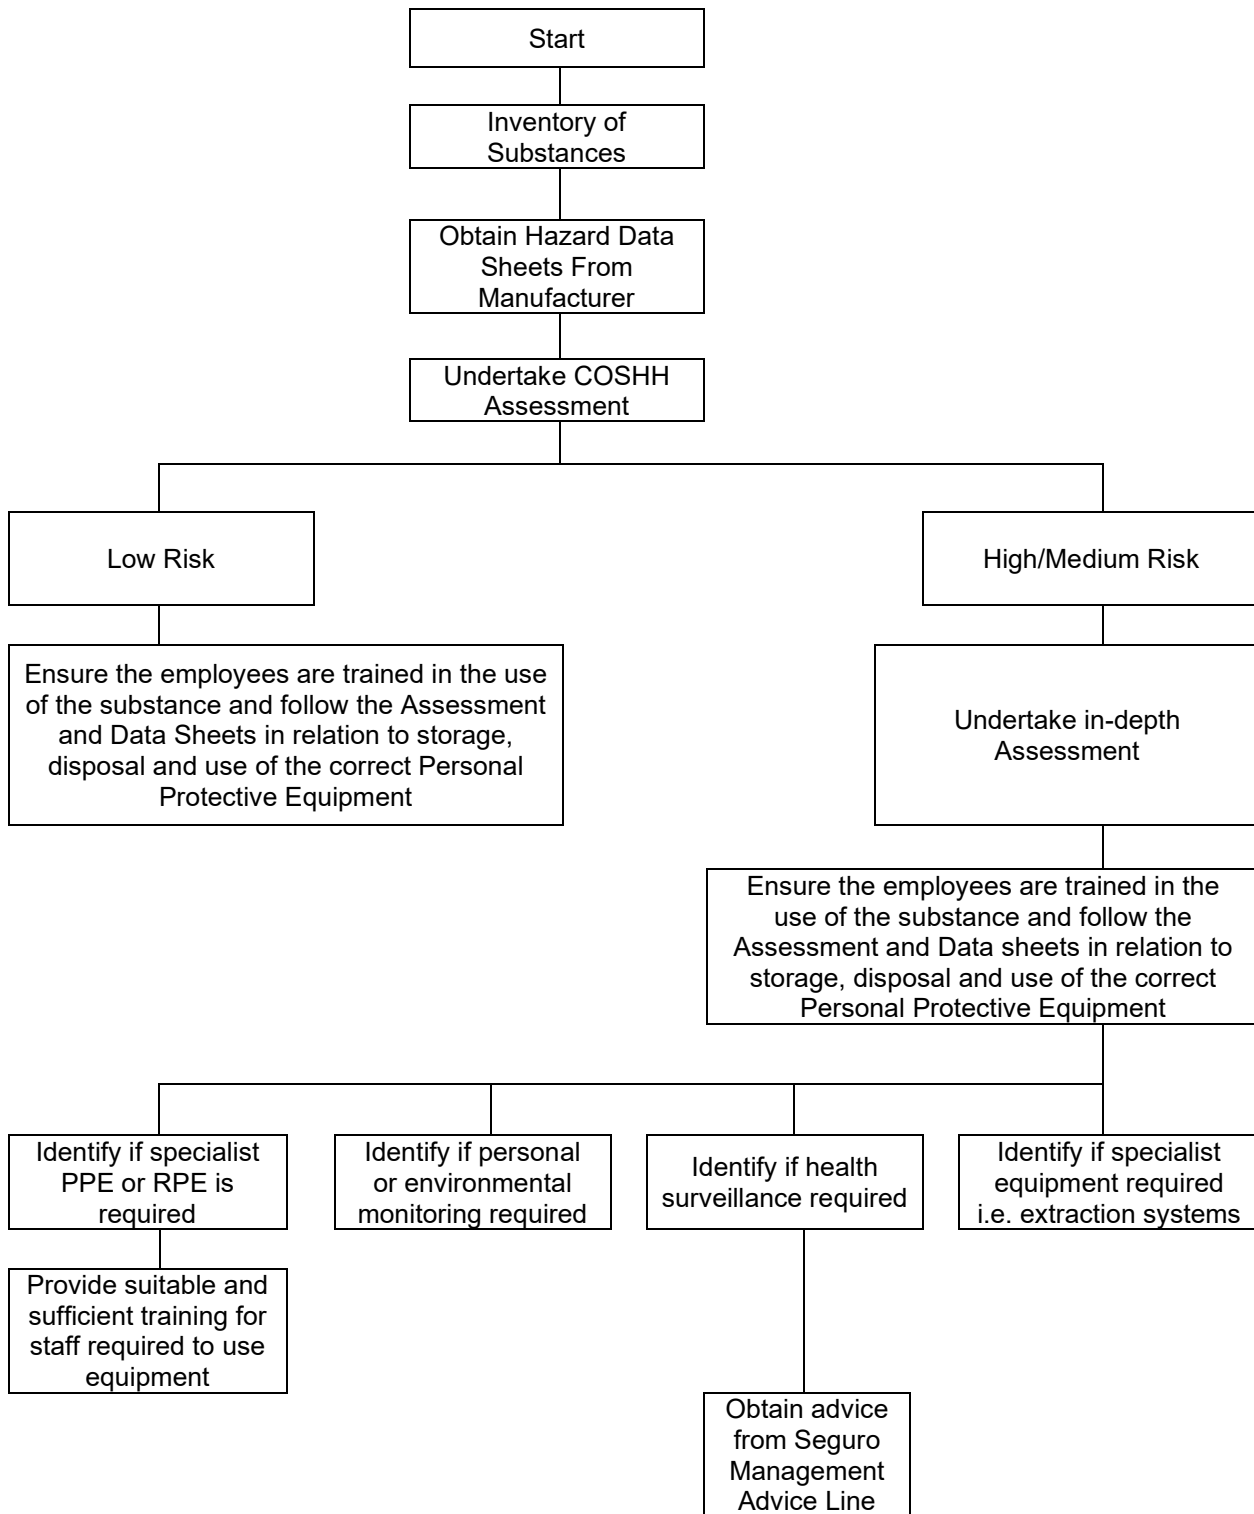 Start
Inventory of
Substances
Obtain Hazard Data
Sheets From
Manufacturer
Undertake COSHH
Assessment
Low Risk
High/Medium Risk
Ensure the employees are trained in the use
of the substance and follow the Assessment
and Data Sheets in relation to storage,
disposal and use of the correct Personal
Protective Equipment
Undertake in-depth
Assessment
Ensure the employees are trained in the
use of the substance and follow the
Assessment and Data sheets in relation to
storage, disposal and use of the correct
Personal Protective Equipment
Identify if specialist
PPE or RPE is
required
Identify if personal
or environmental
monitoring required
Identify if health
surveillance required
Identify if specialist
equipment required
i.e. extraction systems
Provide suitable and
sufficient training for
staff required to use
equipment
Obtain advice
from Seguro
Management
Advice Line